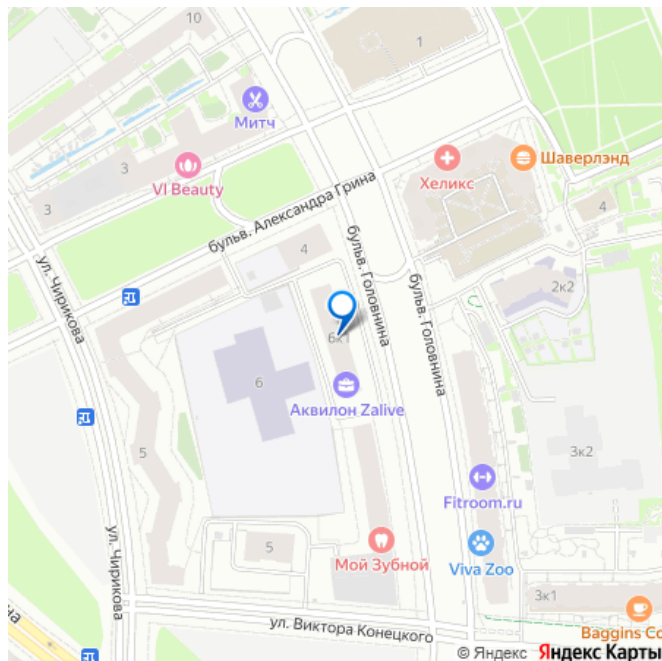 10
1
Митч
3
VI Beauty
3
Хеликс
Шаверлэнд
4
бульв. Александра Грина
4
бульв. Головнина
бульв. Головнина
2к2
ул. Чирикова
6к1
6
Аквилон Zalive
5
3к2
Fitroom.ru
5
Мой Зубной
Viva Zoo
ул. Чирикова
3к1
ул. Виктора Конецкого
Baggins Co
на
© Яндекс Яндекс Карты